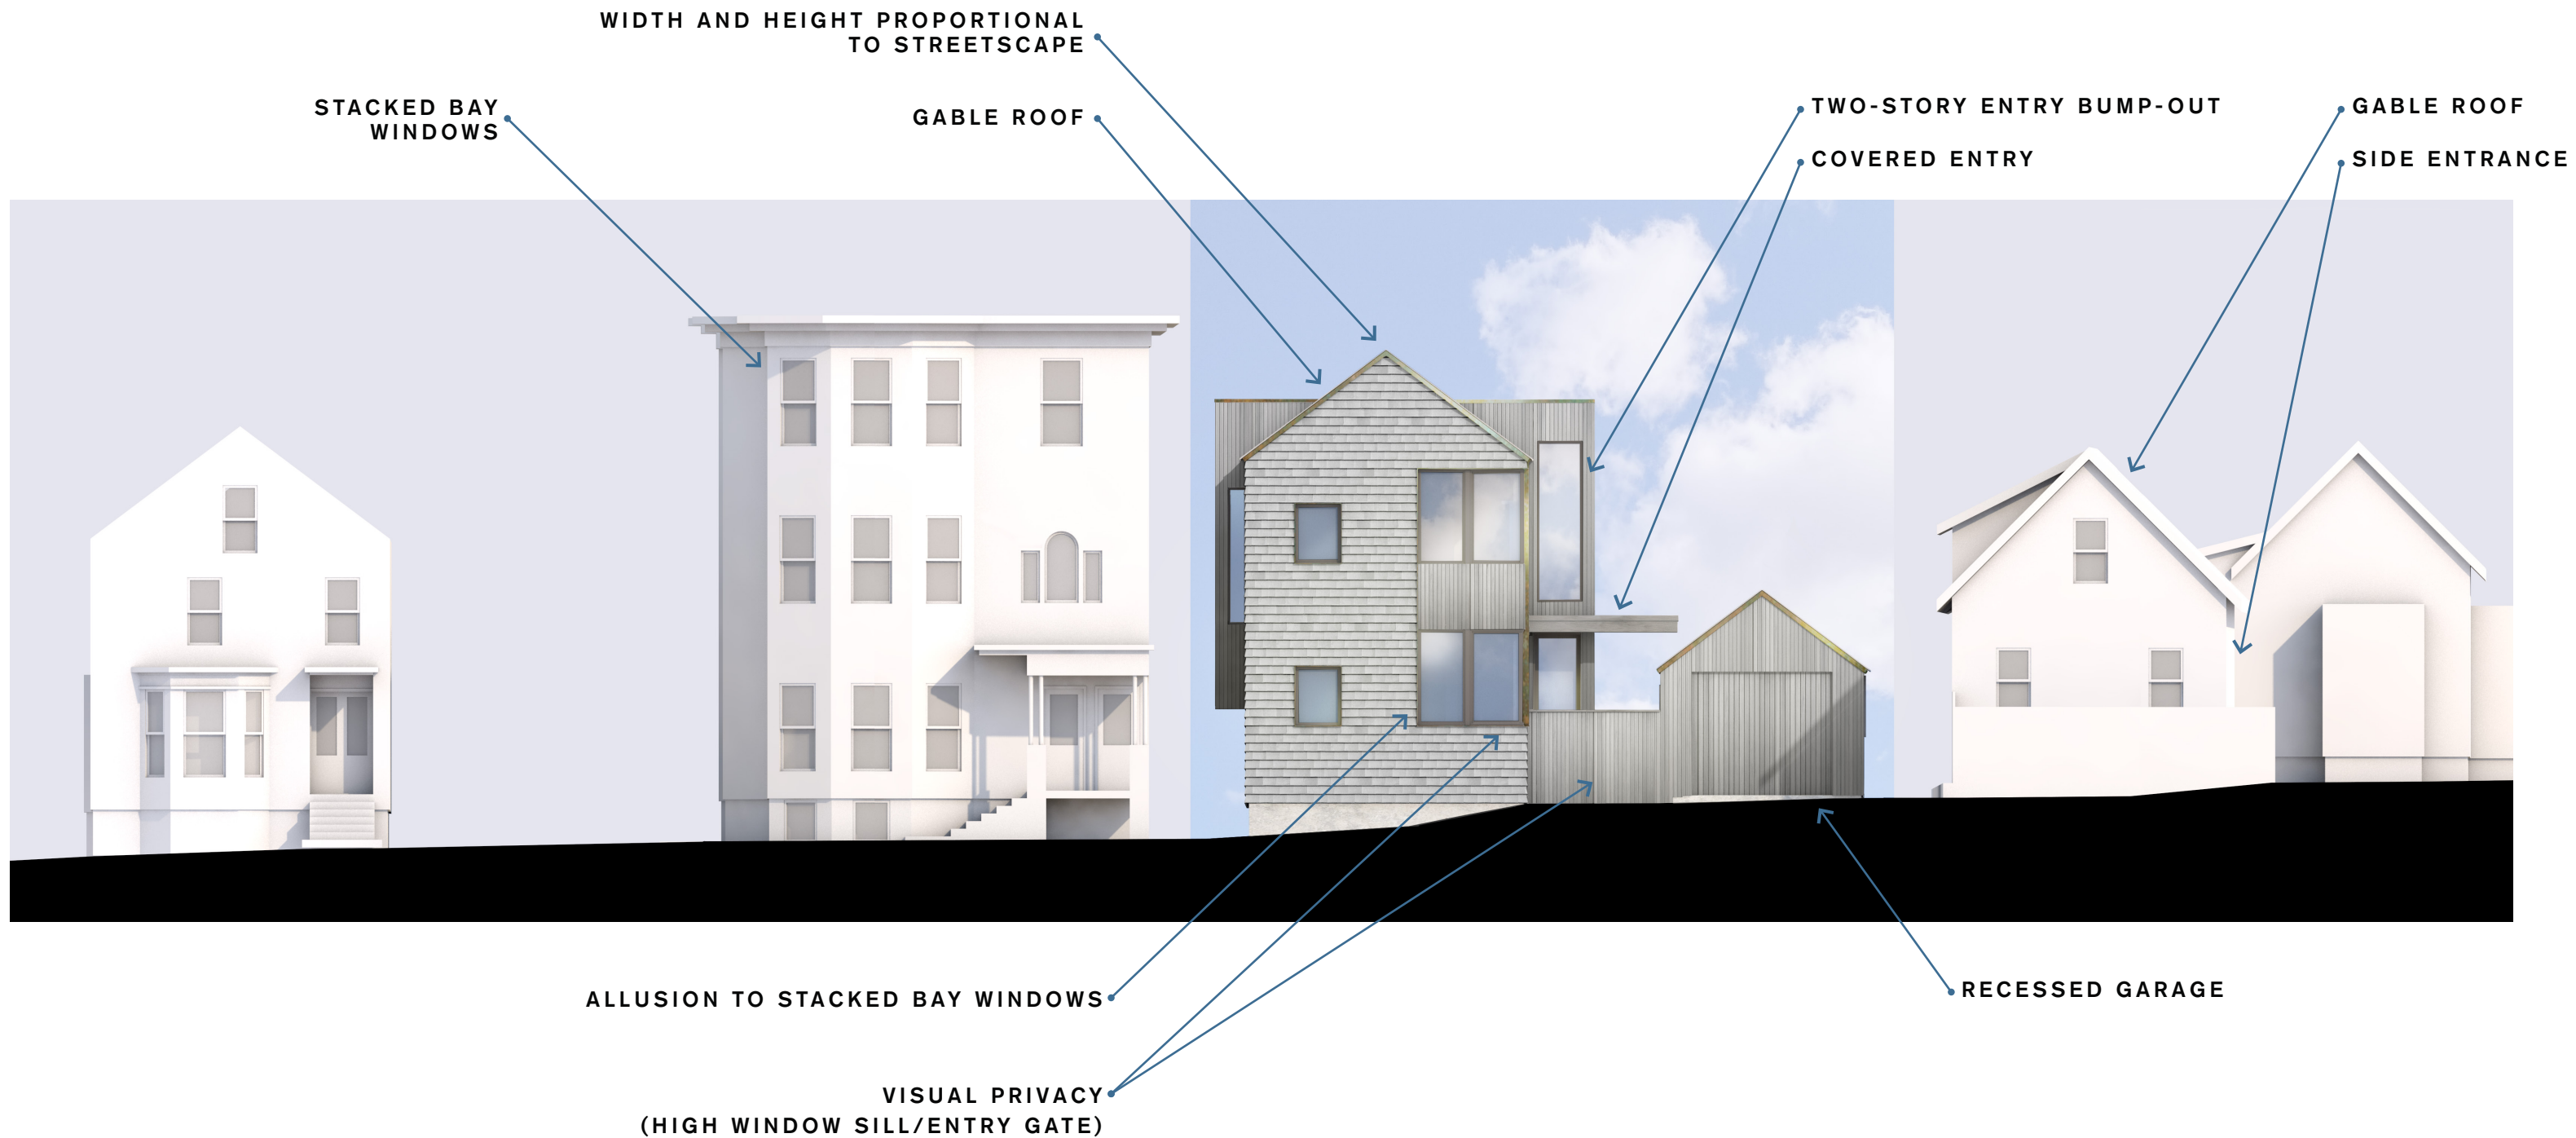 WIDTH AND HEIGHT PROPORTIONAL
TO STREETSCAPE
STACKED BAY
WINDOWS
GABLE ROOF
TWO-STORY ENTRY BUMP-OUT
COVERED ENTRY
GABLE ROOF
SIDE ENTRANCE
ALLUSION TO STACKED BAY WINDOWS
RECESSED GARAGE
VISUAL PRIVACY
(HIGH WINDOW SILL/ENTRY GATE)